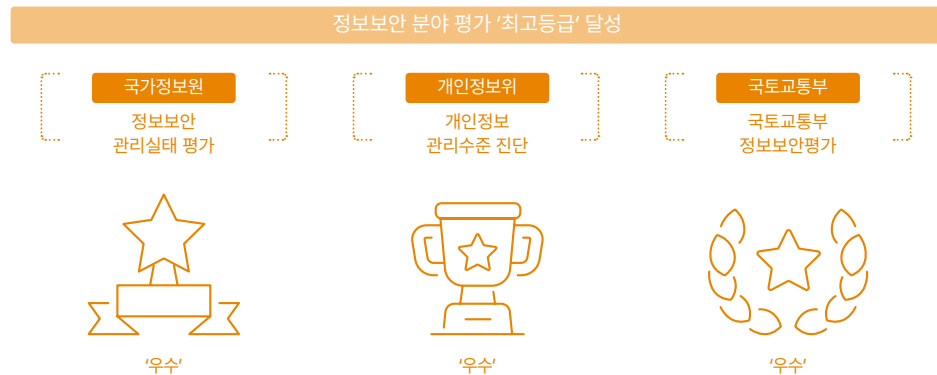 정보보안 분야 평가 ‘최고등급‘ 달성
국가정보원
정보보안
관리실태 평가
‘우수’
개인정보위
개인정보
관리수준 진단
‘우수’
국토교통부
국토교통부
정보보안평가
‘우수’